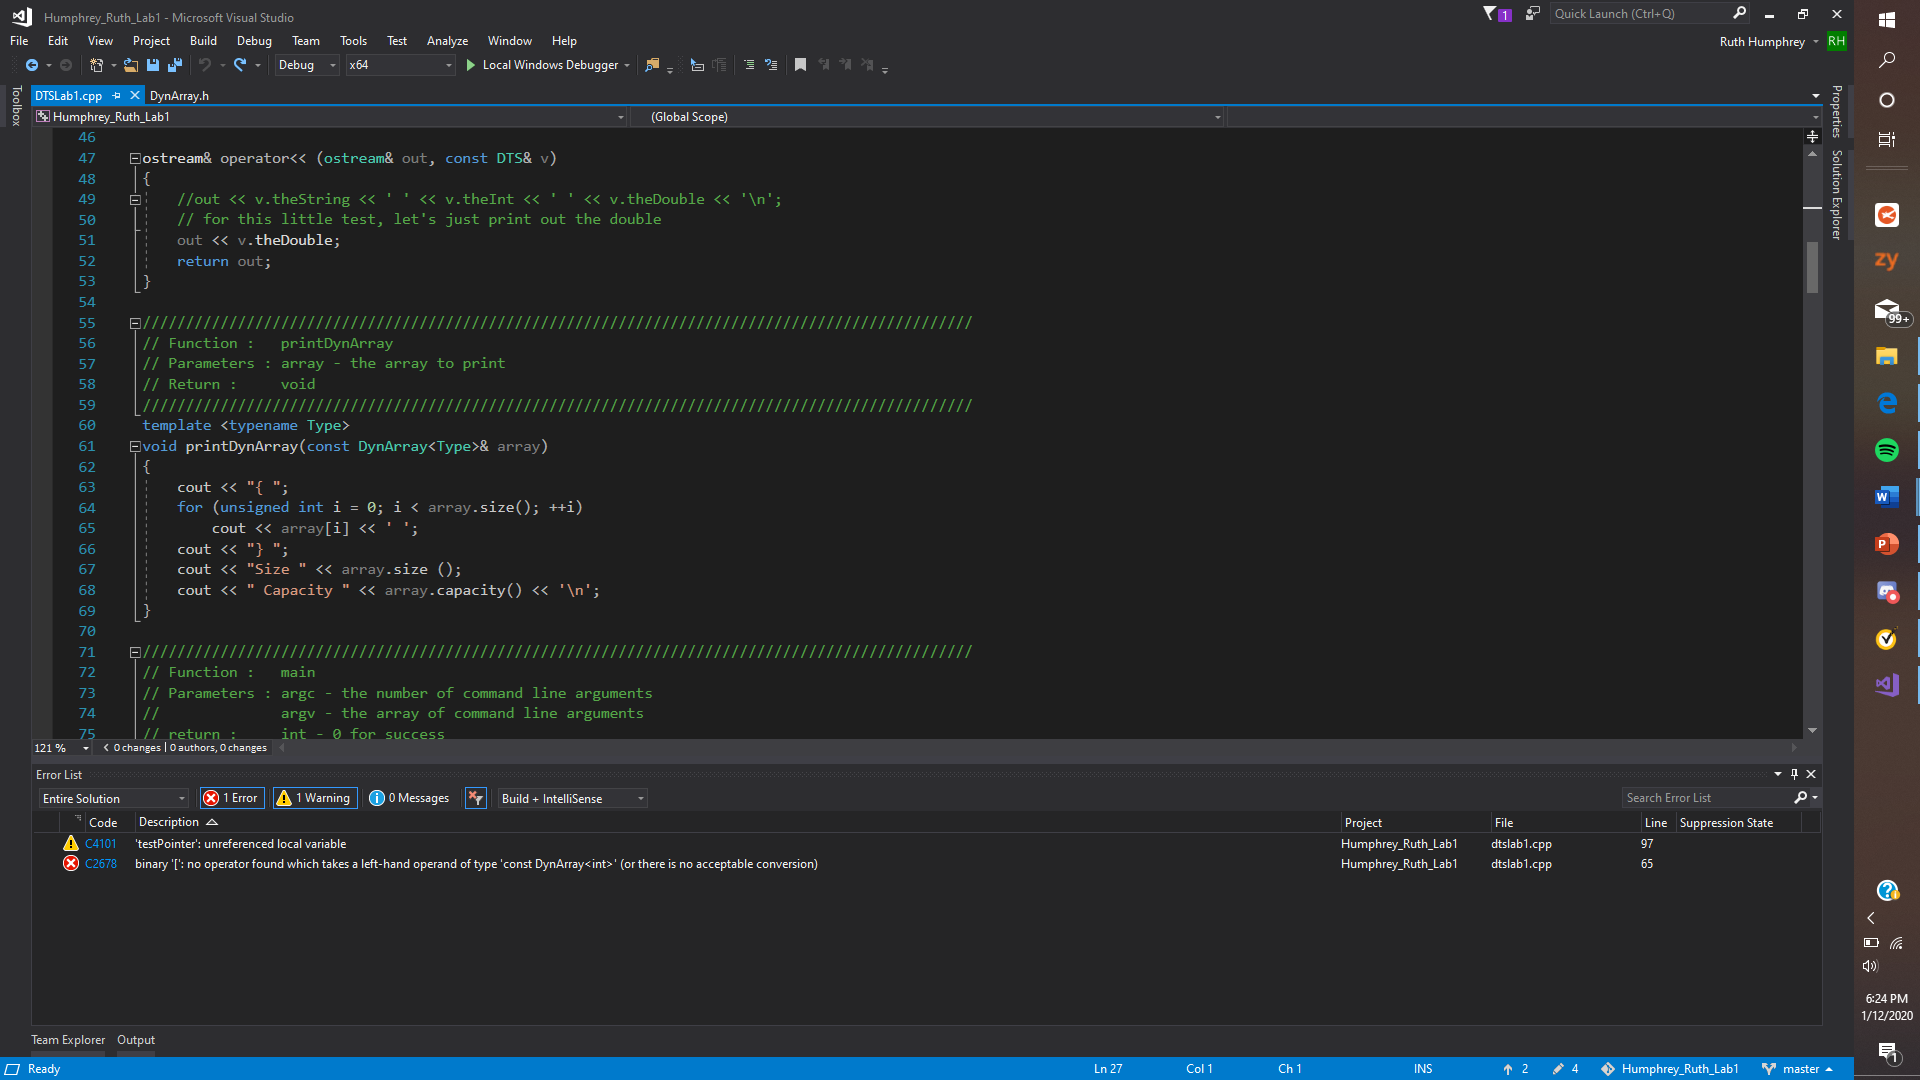 Humphrey_Ruth_Lab1 - Microsoft Visual Studio
1
Quick Launch (Ctrl+Q)
File Edit View Project Build Debug Team Tools Test Analyze Window Help
Ruth Humphrey RH
Debug x64 Local Windows Debugger
Toolbox
DTSLab1.cpp DynArray.h
Properties
Solution Explorer
Humphrey_Ruth_Lab1 (Global Scope)
46
47 ostream& operator<< (ostream& out, const DTS& v)
48 {
49 //out << v.theString << ' ' << v.theInt << ' ' << v.theDouble << '\n';
50 // for this little test, let's just print out the double
51 out << v.theDouble;
52 return out;
53 }
54
55 /////////////////////////////////////////////////////////////////////////////////////////////////
56 // Function :   printDynArray
57 // Parameters : array - the array to print
58 // Return :     void
59 /////////////////////////////////////////////////////////////////////////////////////////////////
60 template <typename Type>
61 void printDynArray(const DynArray<Type>& array)
62 {
63 cout << "{ ";
64 for (unsigned int i = 0; i < array.size(); ++i)
65 cout << array[i] << ' ';
66 cout << "} ";
67 cout << "Size " << array.size ();
68 cout << " Capacity " << array.capacity() << '\n';
69 }
70
71 /////////////////////////////////////////////////////////////////////////////////////////////////
72 // Function :   main
73 // Parameters : argc - the number of command line arguments
74 //              argv - the array of command line arguments
75 // return :     int - 0 for success
121 % 0 changes | 0 authors, 0 changes
Error List
Entire Solution 1 Error 1 Warning 0 Messages Build + IntelliSense Search Error List
Code Description Project File Line Suppression State
C4101 'testPointer': unreferenced local variable Humphrey_Ruth_Lab1 dtslab1.cpp 97
C2678 binary '[': no operator found which takes a left-hand operand of type 'const DynArray<int>' (or there is no acceptable conversion) Humphrey_Ruth_Lab1 dtslab1.cpp 65
Team Explorer Output
Ready Ln 27 Col 1 Ch 1 INS 2 4 Humphrey_Ruth_Lab1 master
zy
99+
6:24 PM
1/12/2020
1